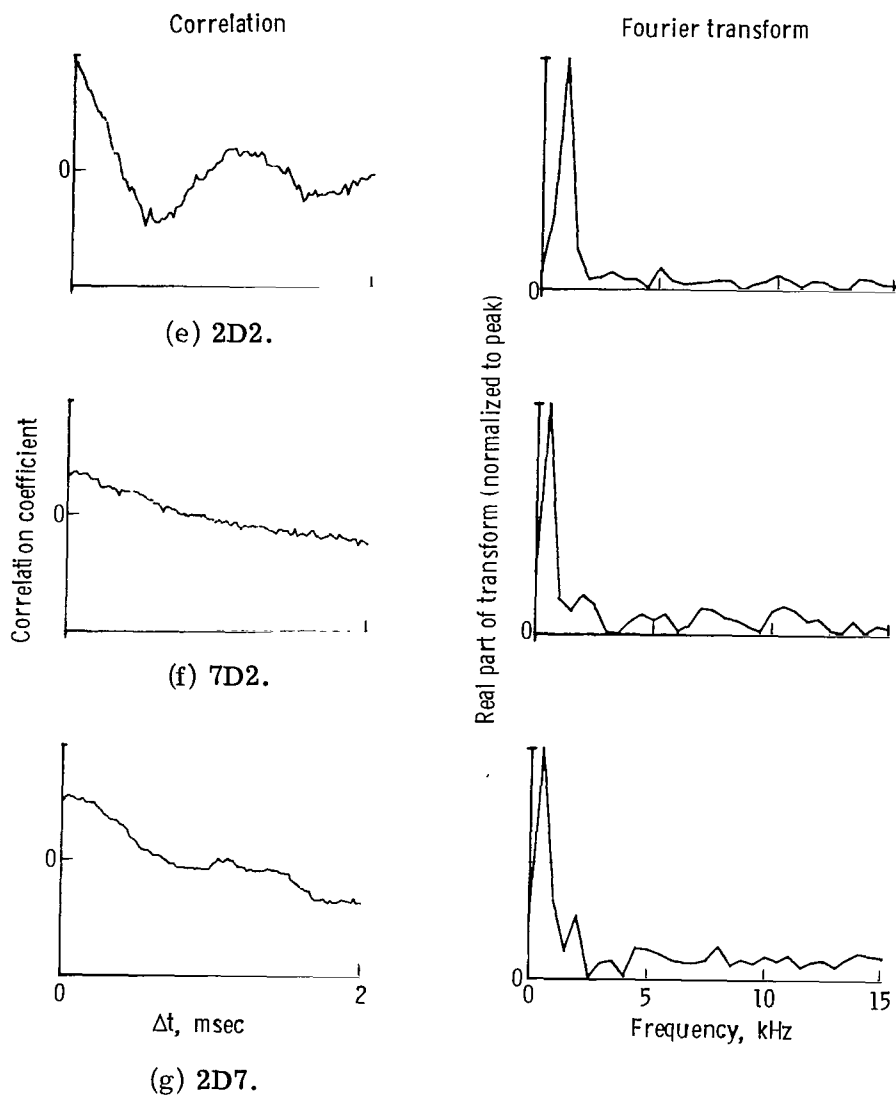 Correlation
Fourier transform
0
0
(e) 2D2.
Correlation coefficient
Real part of transform (normalized to peak)
0
0
(f) 7D2.
0
0
0
2
0
5
10
15
Δt, msec
Frequency, kHz
(g) 2D7.